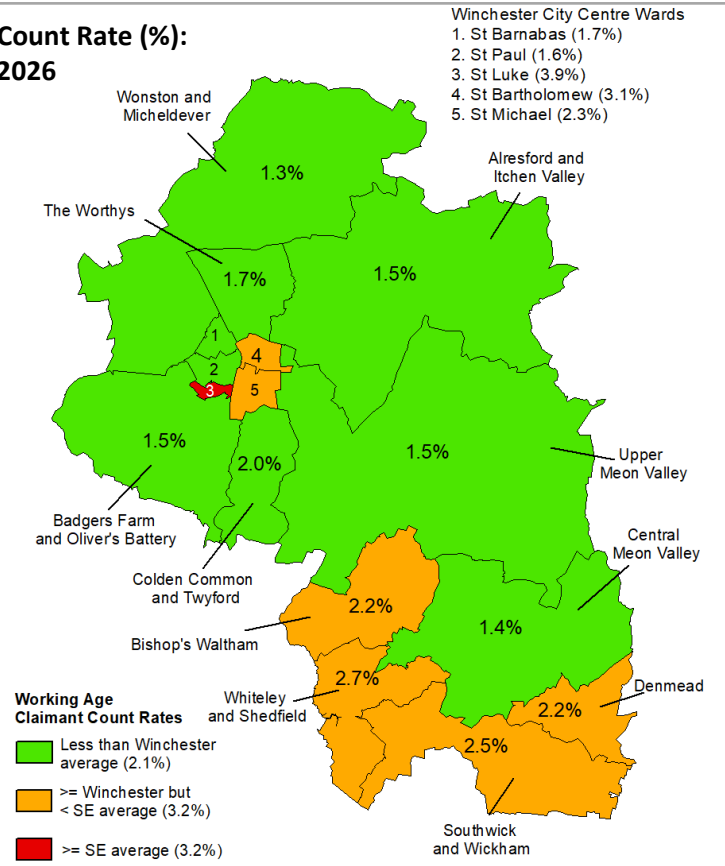 Count Rate (%):
2026
Winchester City Centre Wards
1. St Barnabas (1.7%)
2. St Paul (1.6%)
3. St Luke (3.9%)
4. St Bartholomew (3.1%)
5. St Michael (2.3%)
Wonston and
Micheldever
1.3%
Alresford and
Itchen Valley
The Worthys
1.7%
1.5%
1
4
2
3
5
1.5%
2.0%
1.5%
Upper
Meon Valley
Badgers Farm
and Oliver's Battery
Central
Meon Valley
Colden Common
and Twyford
2.2%
1.4%
Bishop's Waltham
2.7%
Whiteley
and Shedfield
Denmead
2.2%
2.5%
Southwick
and Wickham
Working Age
Claimant Count Rates
Less than Winchester
average (2.1%)
>= Winchester but
< SE average (3.2%)
>= SE average (3.2%)